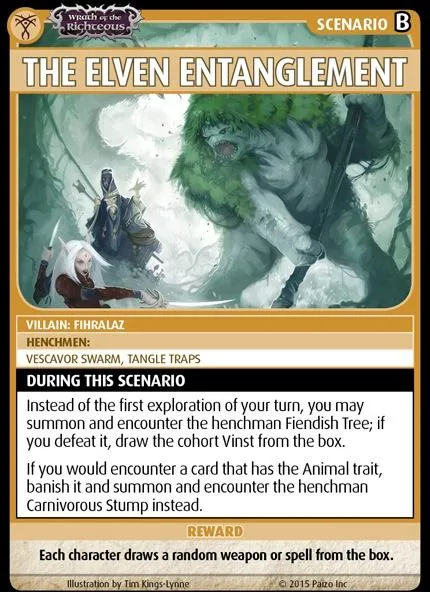 Wrath of the
Righteous
SCENARIO B
THE ELVEN ENTANGLEMENT
VILLAIN: FIHRALAZ
HENCHMEN:
VESCAVOR SWARM, TANGLE TRAPS
DURING THIS SCENARIO
Instead of the first exploration of your turn, you may
summon and encounter the henchman Fiendish Tree; if
you defeat it, draw the cohort Vinst from the box.
If you would encounter a card that has the Animal trait,
banish it and summon and encounter the henchman
Carnivorous Stump instead.
REWARD
Each character draws a random weapon or spell from the box.
Illustration by Tim Kings-Lynne
© 2015 Paizo Inc